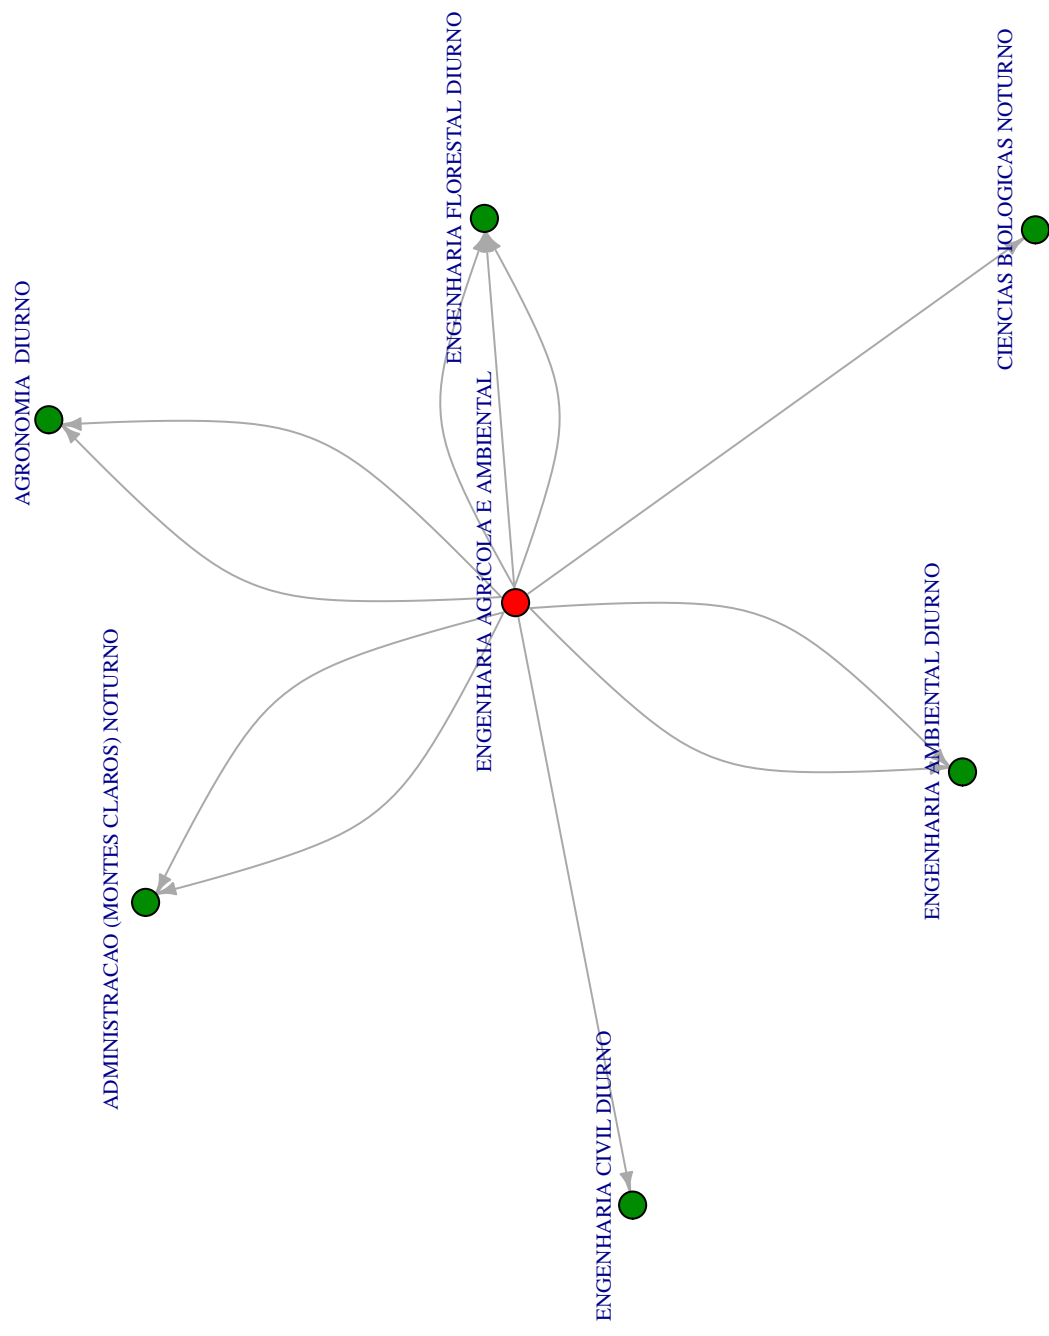 ENGENHARIA FLORESTAL DIURNO
CIENCIAS BIOLOGICAS NOTURNO
AGRONOMIA  DIURNO
ENGENHARIA AGRíCOLA E AMBIENTAL
ENGENHARIA AMBIENTAL DIURNO
ADMINISTRACAO (MONTES CLAROS) NOTURNO
ENGENHARIA CIVIL DIURNO